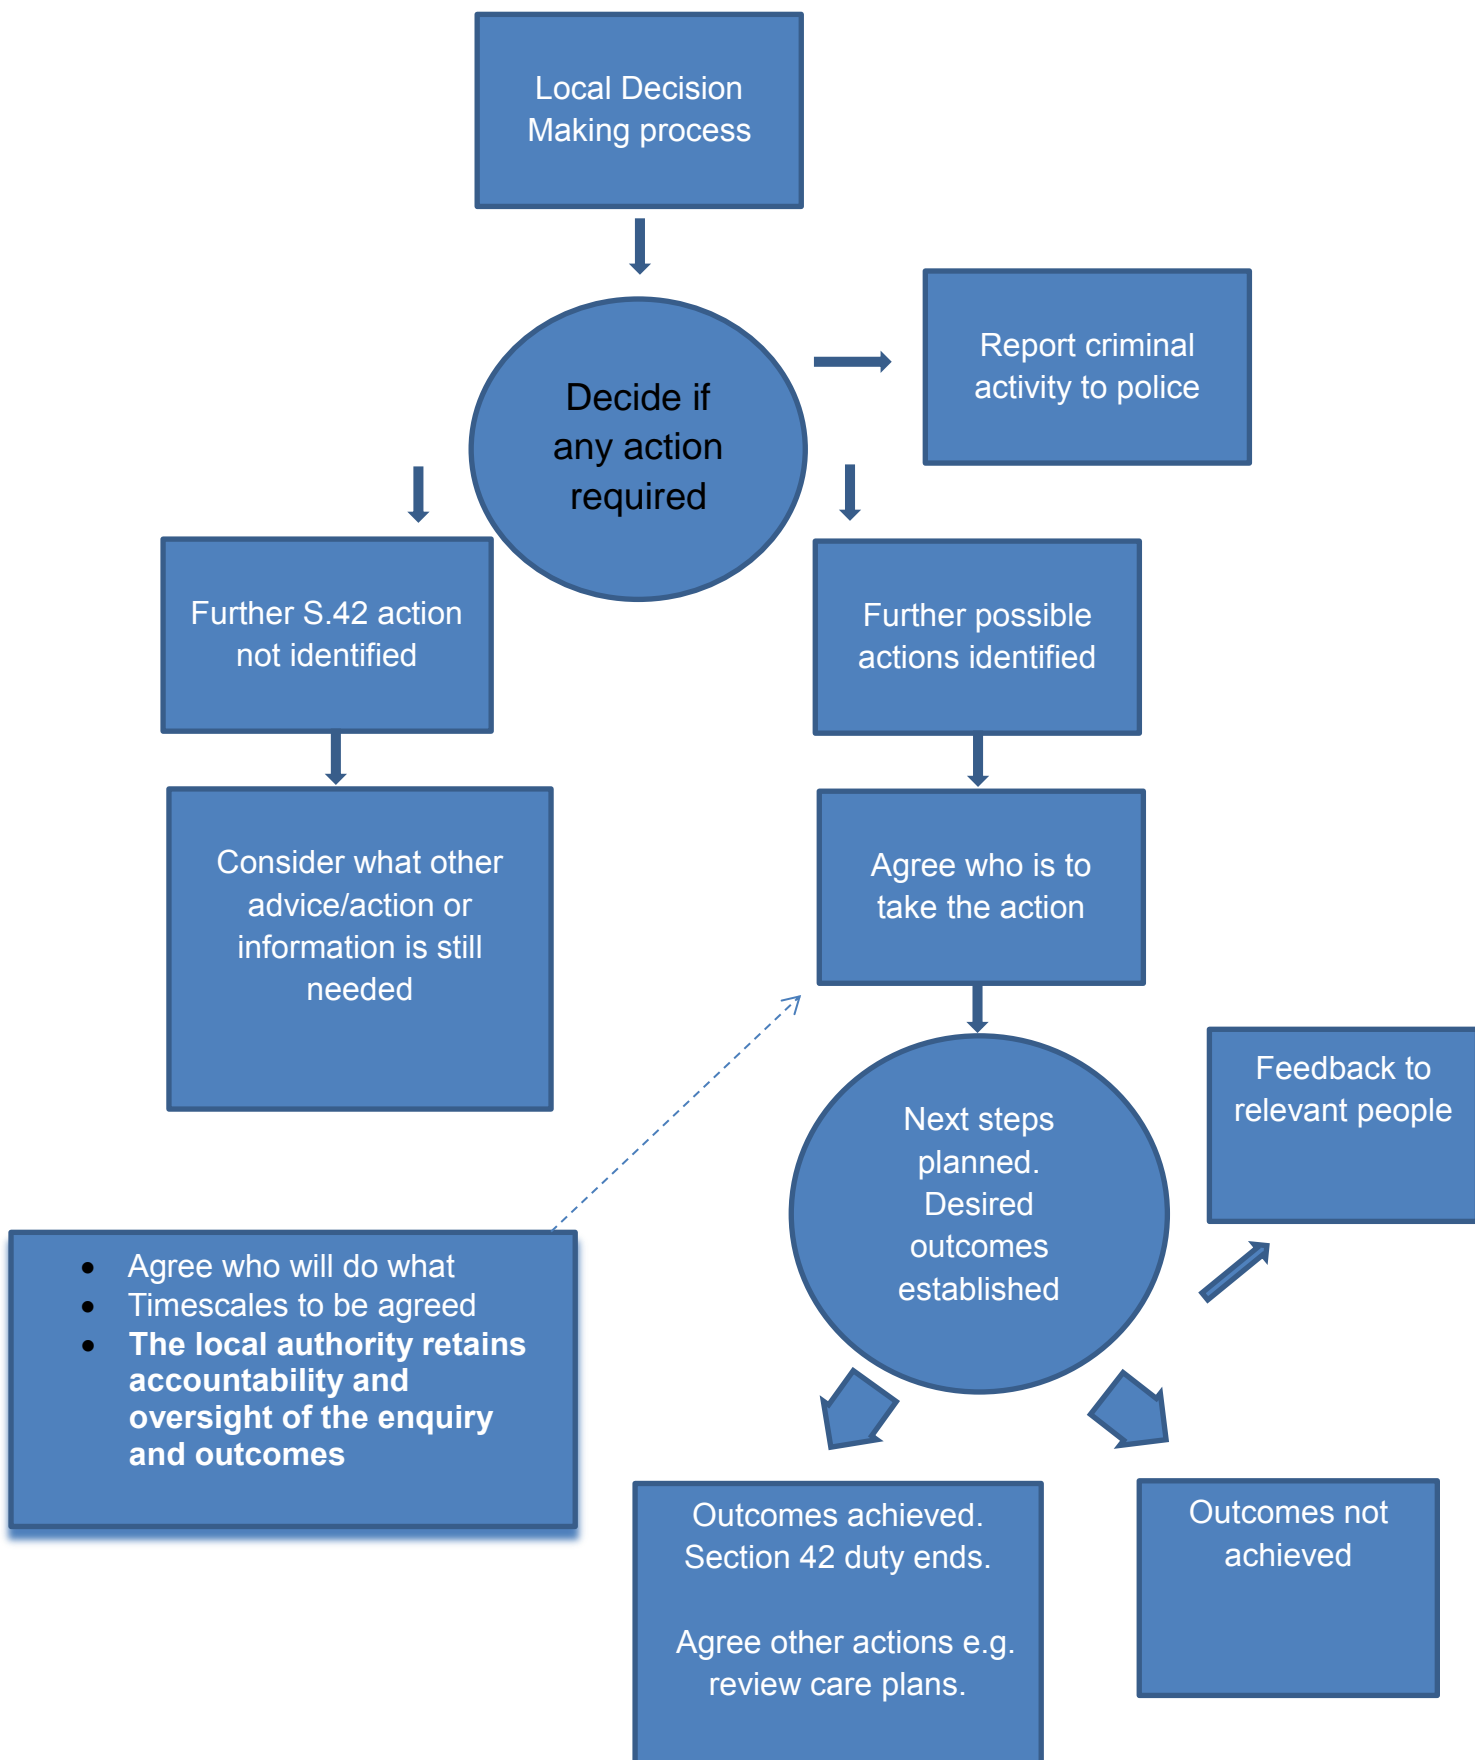 Local Decision
Making process
Decide if
any action
required
Report criminal
activity to police
Further S.42 action
not identified
Further possible
actions identified
Consider what other
advice/action or
information is still
needed
Agree who is to
take the action
Next steps
planned.
Desired
outcomes
established
Feedback to
relevant people
• Agree who will do what
• Timescales to be agreed
• The local authority retains
accountability and
oversight of the enquiry
and outcomes
Outcomes achieved.
Section 42 duty ends.
Agree other actions e.g.
review care plans.
Outcomes not
achieved